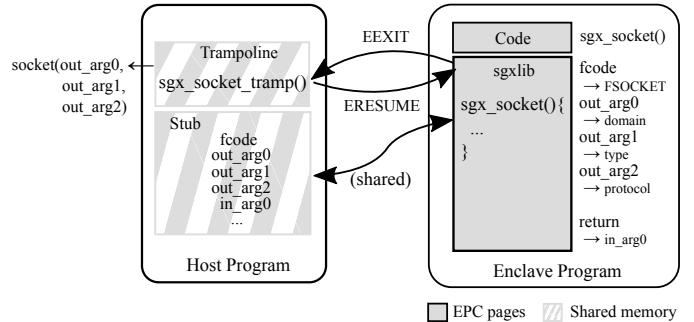 socket(out_arg0,
out_arg1,
out_arg2)
Trampoline
sgx_socket_tramp()
Stub
fcode
out_arg0
out_arg1
out_arg2
in_arg0
...
Host Program
EEXIT
ERESUME
(shared)
Code
sgxlib
sgx_socket(){
...
}
Enclave Program
sgx_socket()
fcode
→ FSOCKET
out_arg0
→ domain
out_arg1
→ type
out_arg2
→ protocol
return
→ in_arg0
EPC pages
Shared memory